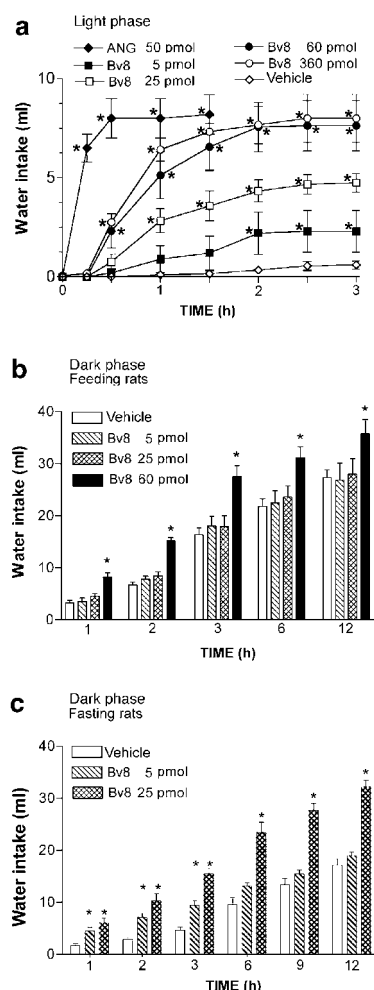 a
Light phase
ANG 50 pmol
Bv8 5 pmol
Bv8 25 pmol
Bv8 60 pmol
Bv8 360 pmol
Vehicle
Water intake (ml)
10
5
0
* * * * * * * * * * * * * * * * * * * * * * *
0 1 2 3
TIME (h)
b
Dark phase
Feeding rats
Vehicle
Bv8 5 pmol
Bv8 25 pmol
Bv8 60 pmol
Water intake (ml)
40
30
20
10
0
* * * * *
1 2 3 6 12
TIME (h)
c
Dark phase
Fasting rats
Vehicle
Bv8 5 pmol
Bv8 25 pmol
Water intake (ml)
40
30
20
10
0
* * * * * * * * *
1 2 3 6 9 12
TIME (h)